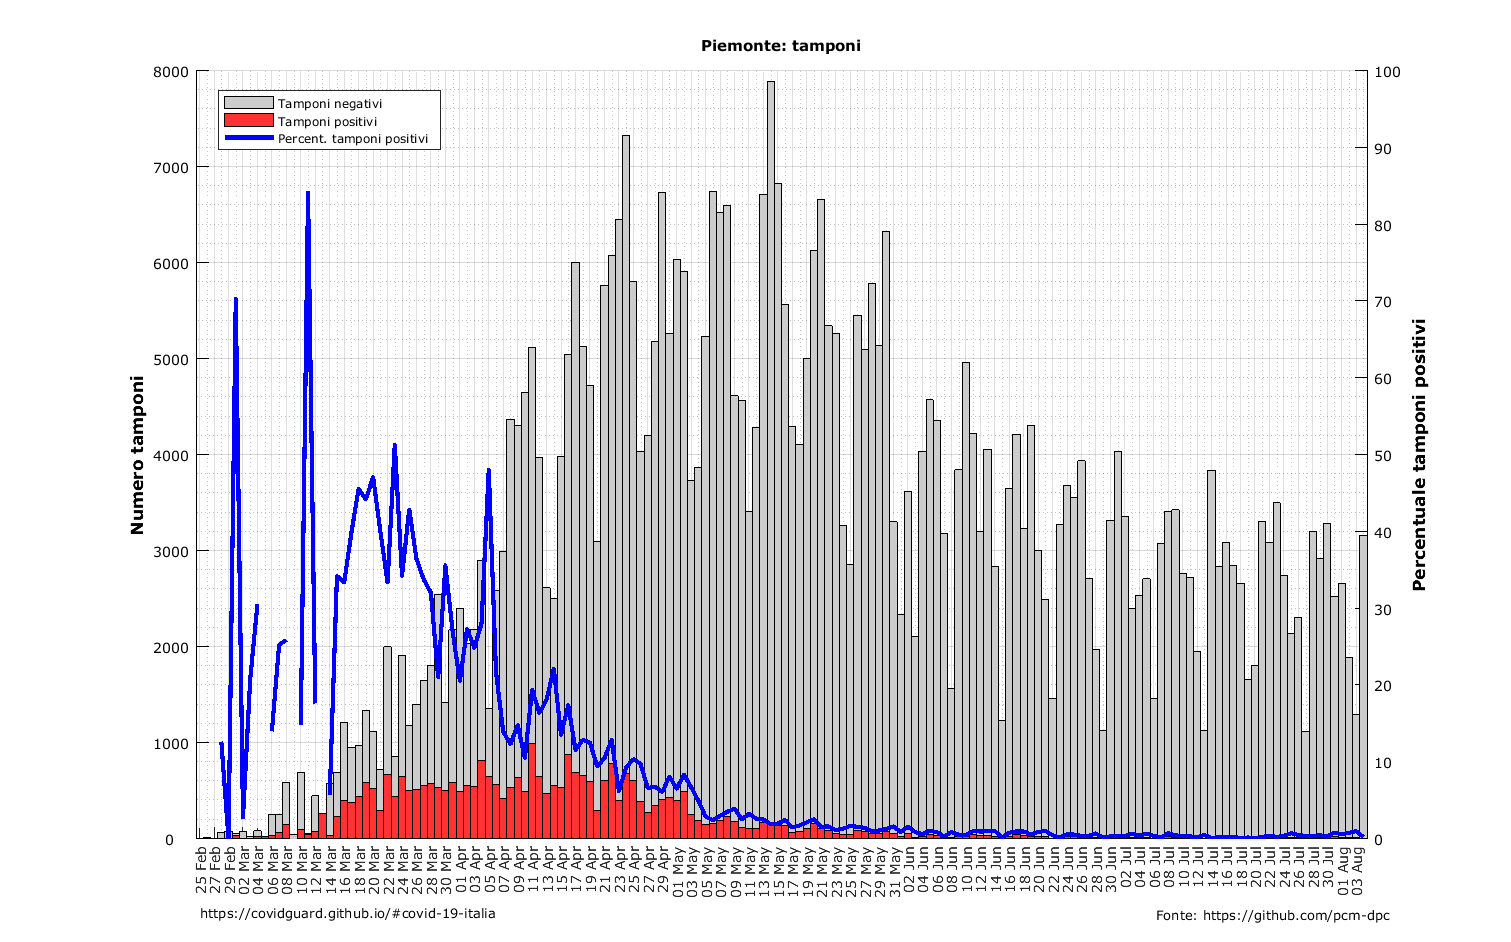 Piemonte: tamponi
Tamponi negativi
Tamponi positivi
Percent. tamponi positivi
Numero tamponi
8000
7000
6000
5000
4000
3000
2000
1000
0
Percentuale tamponi positivi
100
90
80
70
60
50
40
30
20
10
0
25 Feb
27 Feb
29 Feb
02 Mar
04 Mar
06 Mar
08 Mar
10 Mar
12 Mar
14 Mar
16 Mar
18 Mar
20 Mar
22 Mar
24 Mar
26 Mar
28 Mar
30 Mar
01 Apr
03 Apr
05 Apr
07 Apr
09 Apr
11 Apr
13 Apr
15 Apr
17 Apr
19 Apr
21 Apr
23 Apr
25 Apr
27 Apr
29 Apr
01 May
03 May
05 May
07 May
09 May
11 May
13 May
15 May
17 May
19 May
21 May
23 May
25 May
27 May
29 May
31 May
02 Jun
04 Jun
06 Jun
08 Jun
10 Jun
12 Jun
14 Jun
16 Jun
18 Jun
20 Jun
22 Jun
24 Jun
26 Jun
28 Jun
30 Jun
02 Jul
04 Jul
06 Jul
08 Jul
10 Jul
12 Jul
14 Jul
16 Jul
18 Jul
20 Jul
22 Jul
24 Jul
26 Jul
28 Jul
30 Jul
01 Aug
03 Aug
https://covidguard.github.io/#covid-19-italia
Fonte: https://github.com/pcm-dpc